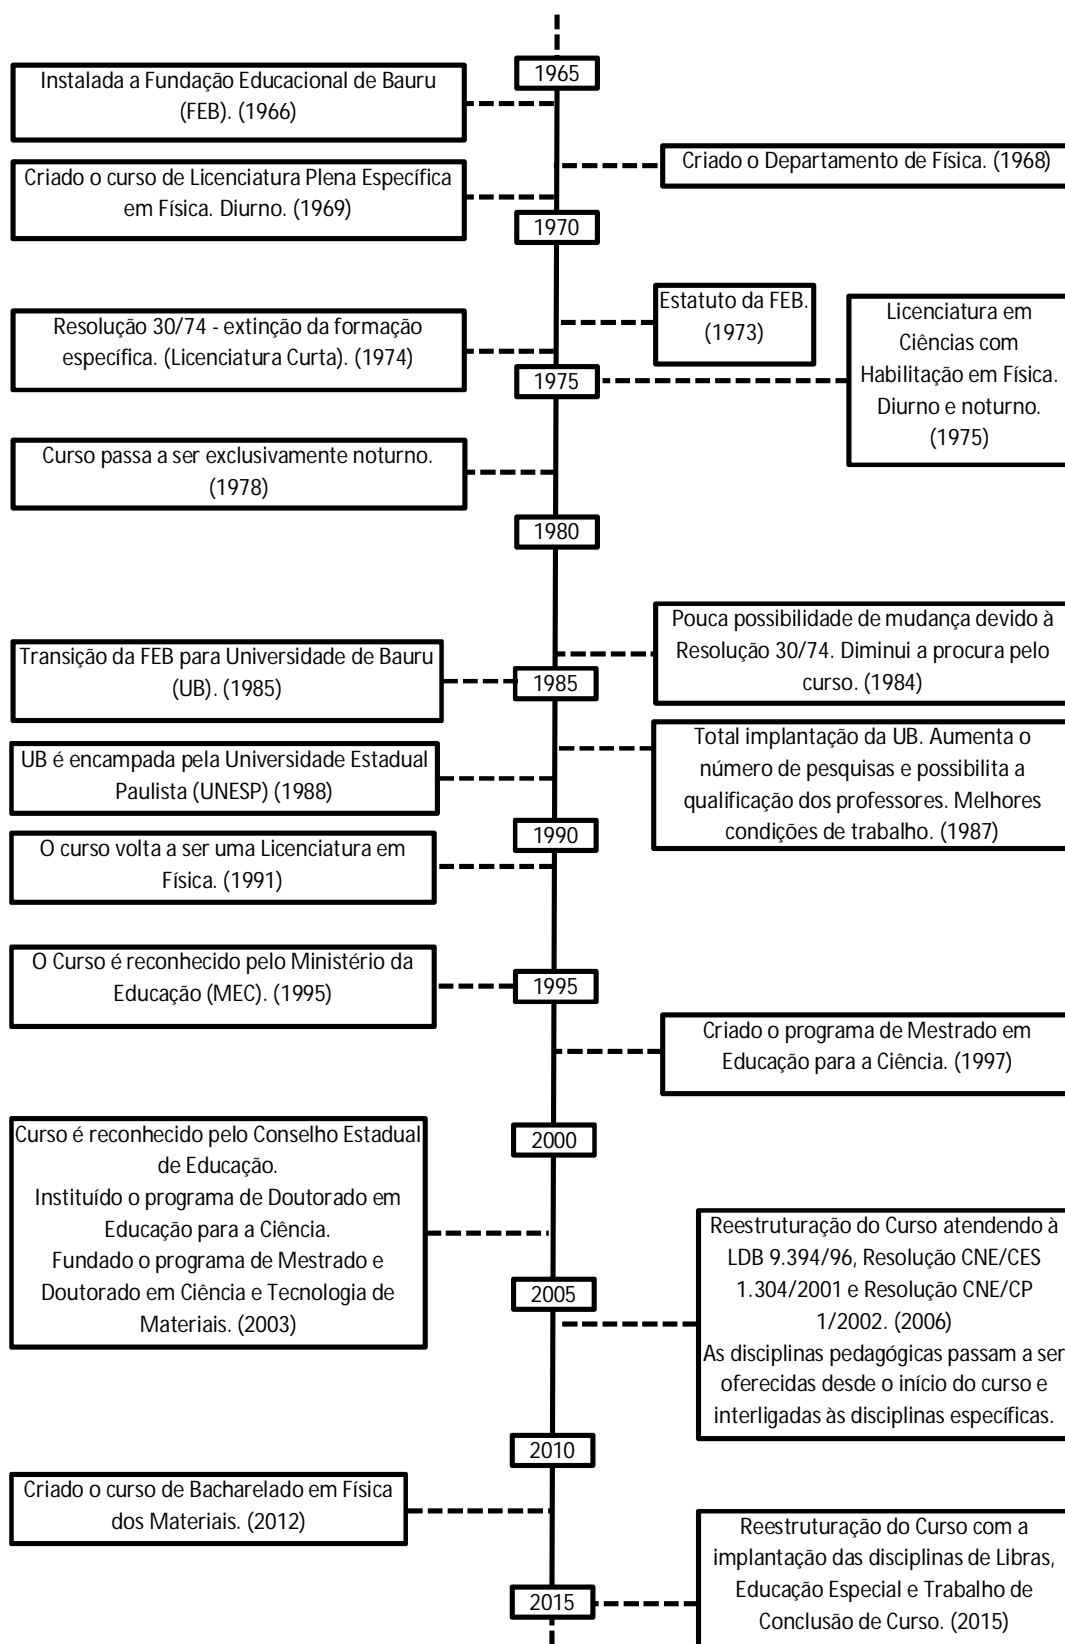 1965
Instalada a Fundação Educacional de Bauru
(FEB). (1966)
Criado o Departamento de Física. (1968)
Criado o curso de Licenciatura Plena Específica
em Física. Diurno. (1969)
1970
Estatuto da FEB.
(1973)
Resolução 30/74 - extinção da formação
específica. (Licenciatura Curta). (1974)
1975
Licenciatura em
Ciências com
Habilitação em Física.
Diurno e noturno.
(1975)
Curso passa a ser exclusivamente noturno.
(1978)
1980
Pouca possibilidade de mudança devido à
Resolução 30/74. Diminui a procura pelo
curso. (1984)
Transição da FEB para Universidade de Bauru
(UB). (1985)
1985
Total implantação da UB. Aumenta o
número de pesquisas e possibilita a
qualificação dos professores. Melhores
condições de trabalho. (1987)
UB é encampada pela Universidade Estadual
Paulista (UNESP) (1988)
1990
O curso volta a ser uma Licenciatura em
Física. (1991)
O Curso é reconhecido pelo Ministério da
Educação (MEC). (1995)
1995
Criado o programa de Mestrado em
Educação para a Ciência. (1997)
2000
Curso é reconhecido pelo Conselho Estadual
de Educação.
Instituído o programa de Doutorado em
Educação para a Ciência.
Fundado o programa de Mestrado e
Doutorado em Ciência e Tecnologia de
Materiais. (2003)
2005
Reestruturação do Curso atendendo à
LDB 9.394/96, Resolução CNE/CES
1.304/2001 e Resolução CNE/CP
1/2002. (2006)
As disciplinas pedagógicas passam a ser
oferecidas desde o início do curso e
interligadas às disciplinas específicas.
2010
Criado o curso de Bacharelado em Física
dos Materiais. (2012)
2015
Reestruturação do Curso com a
implantação das disciplinas de Libras,
Educação Especial e Trabalho de
Conclusão de Curso. (2015)